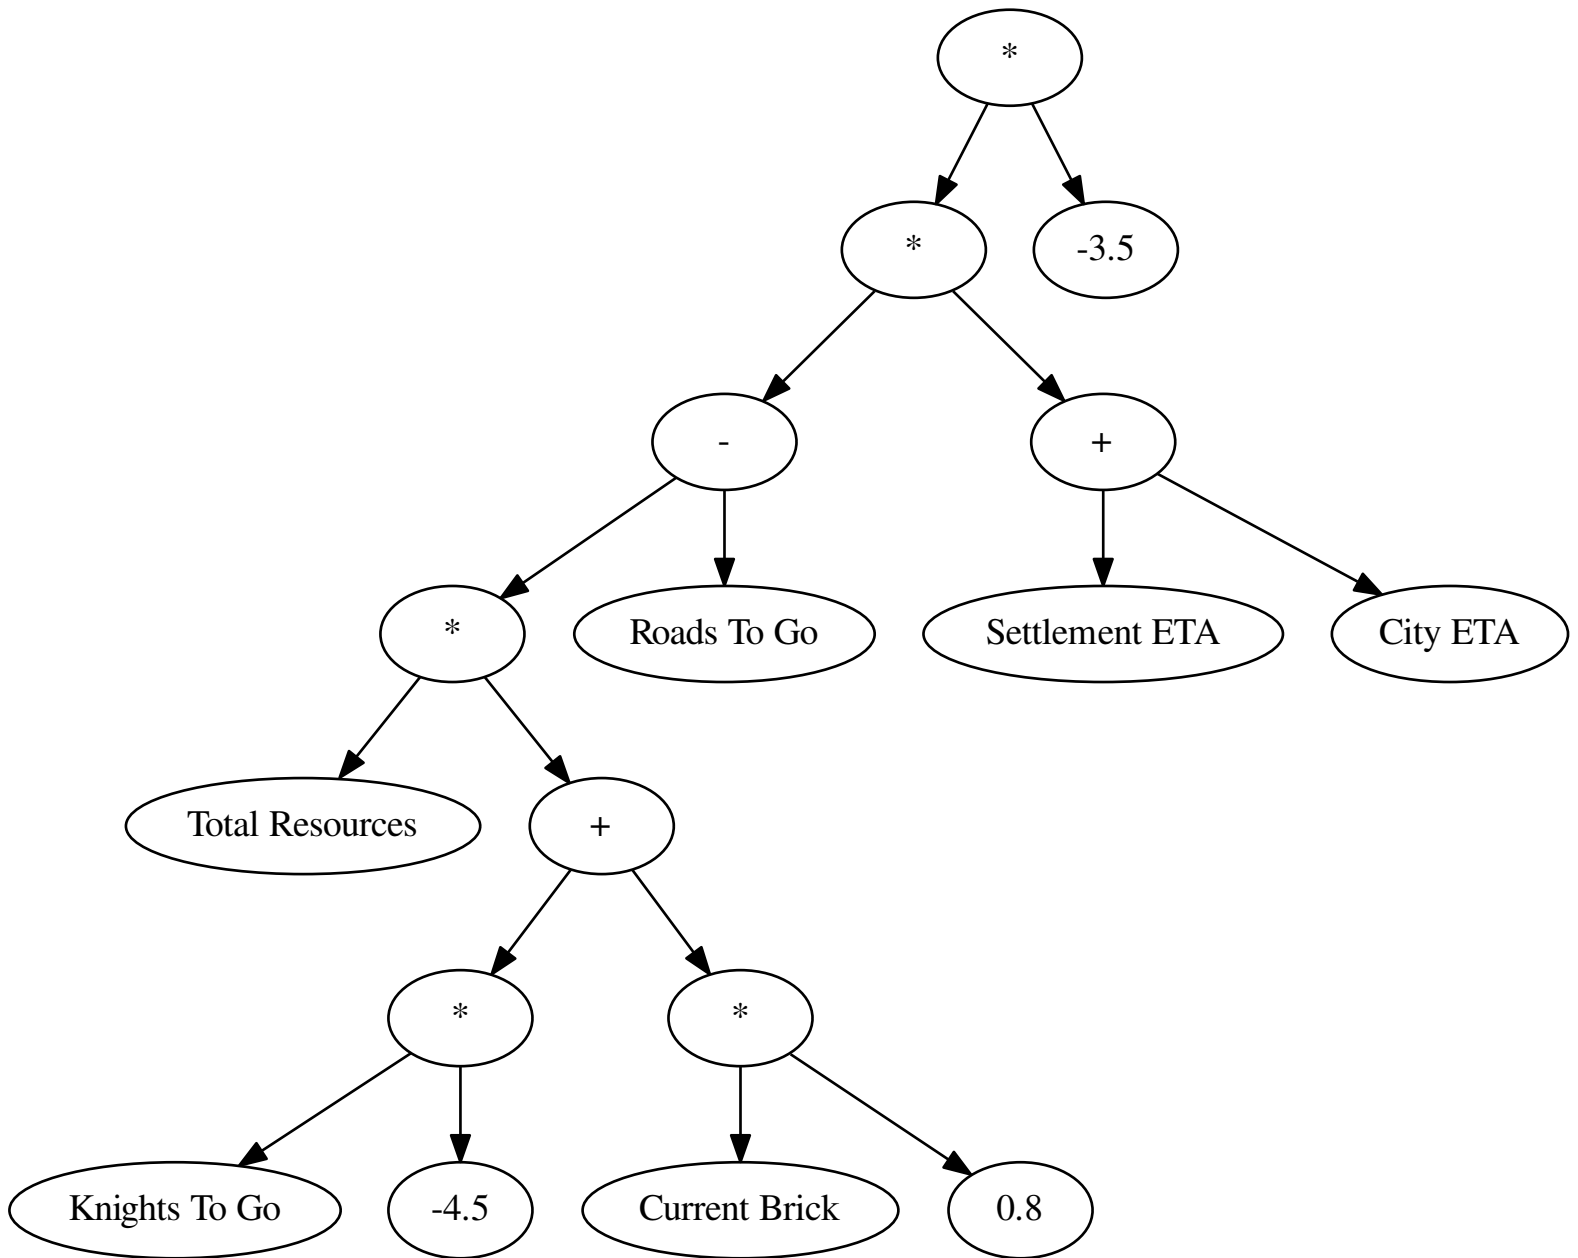 *
*
-3.5
-
+
*
Roads To Go
Settlement ETA
City ETA
Total Resources
+
*
*
Knights To Go
-4.5
Current Brick
0.8